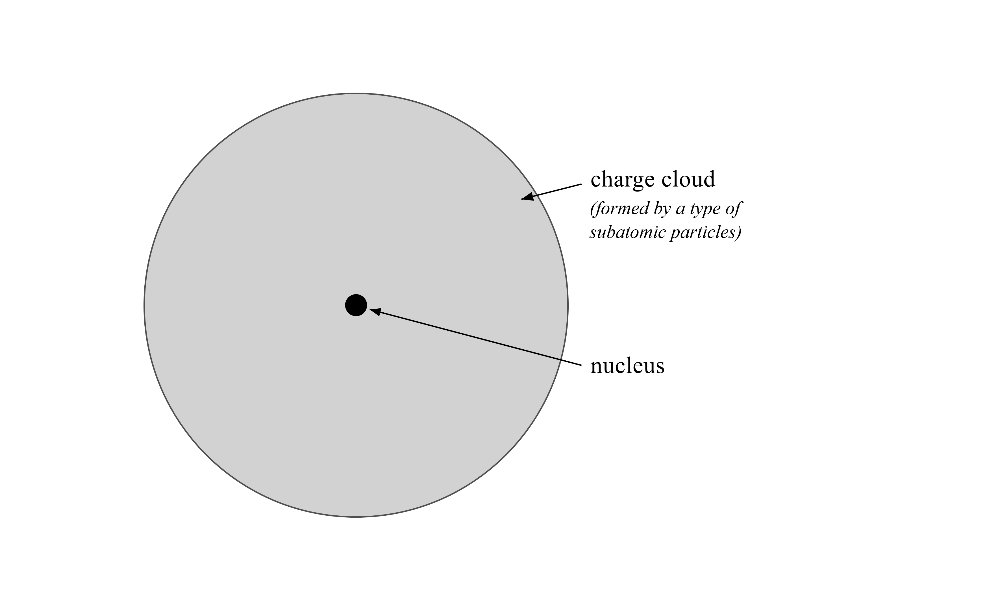 charge cloud
(formed by a type of
subatomic particles)
nucleus